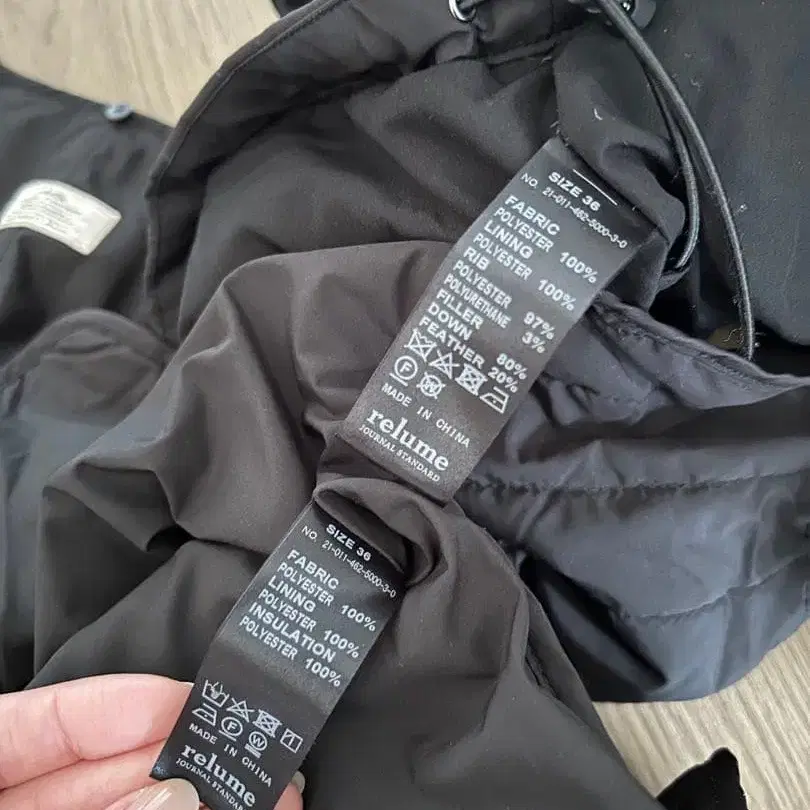 SIZE 36
NO. 21-011-462-5000-3-0
FABRIC
POLYESTER 100%
LINING
POLYESTER 100%
RIB
POLYESTER 97%
POLYURETHANE 3%
FILLER
DOWN 80%
FEATHER 20%
F W
MADE IN CHINA
relume
JOURNAL STANDARD
SIZE 36
NO. 21-011-462-5000-3-0
FABRIC
POLYESTER 100%
LINING
POLYESTER 100%
INSULATION
POLYESTER 100%
F W
MADE IN CHINA
relume
JOURNAL STANDARD